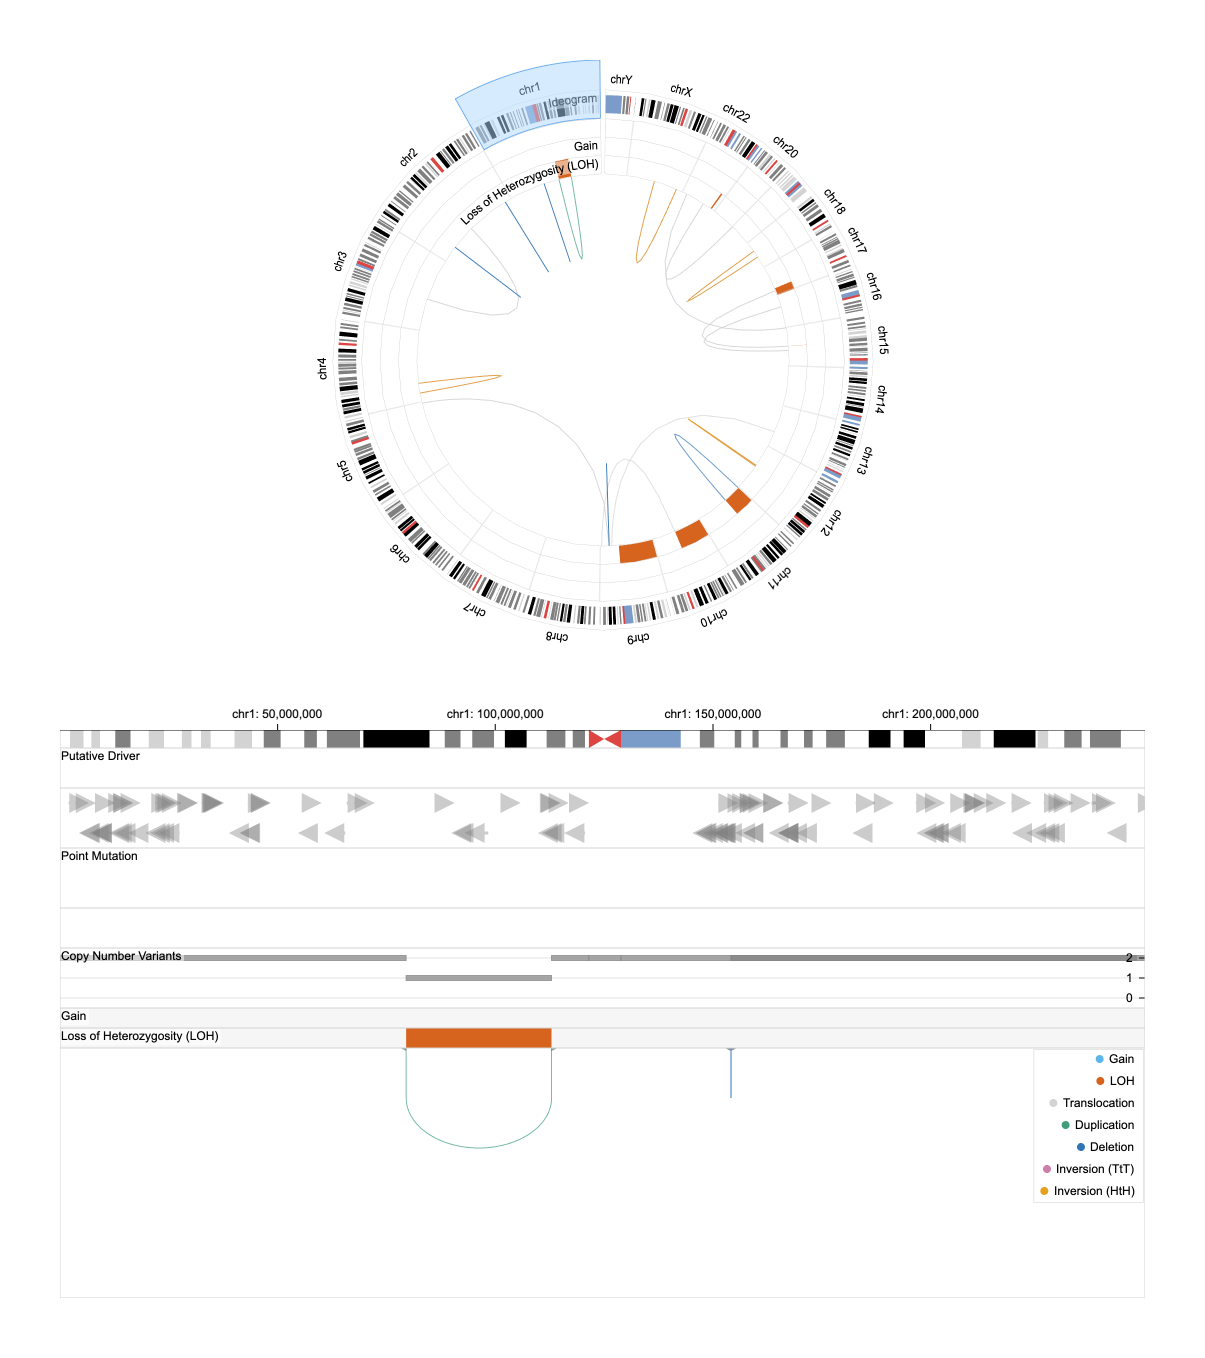 chr1
Ideogram
Gain
Loss of Heterozygosity (LOH)
chrY
chrX
chr22
chr20
chr18
chr17
chr16
chr15
chr14
chr13
chr12
chr11
chr10
chr9
chr8
chr7
chr6
chr5
chr4
chr3
chr2
chr1: 50,000,000 chr1: 100,000,000 chr1: 150,000,000 chr1: 200,000,000
Putative Driver
Point Mutation
Copy Number Variants
2
1
0
Gain
Loss of Heterozygosity (LOH)
Gain
LOH
Translocation
Duplication
Deletion
Inversion (TtT)
Inversion (HtH)